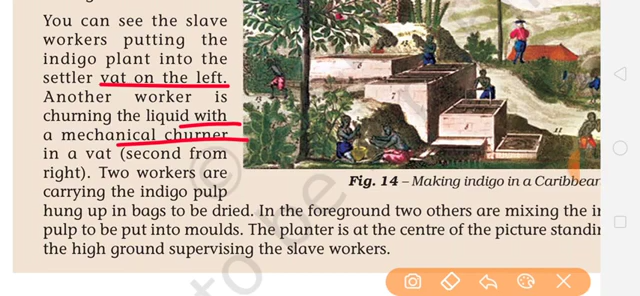 You can see the slave
workers putting the
indigo plant into the
settler vat on the left.
Another worker is
churning the liquid with
a mechanical churner
in a vat (second from
right). Two workers are
carrying the indigo pulp
Fig. 14 – Making indigo in a Caribbean
hung up in bags to be dried. In the foreground two others are mixing the
pulp to be put into moulds. The planter is at the centre of the picture
the high ground supervising the slave workers.
to be